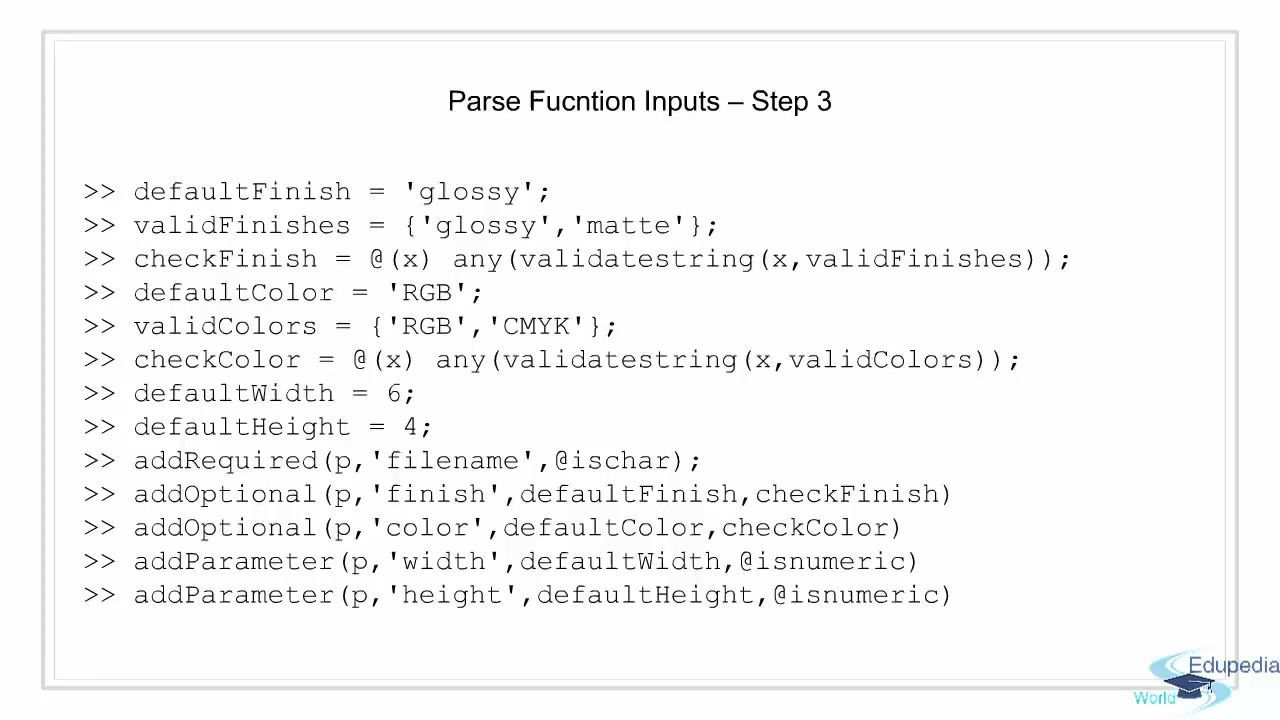 Parse Fucntion Inputs – Step 3
>> defaultFinish = 'glossy';
>> validFinishes = {'glossy','matte'};
>> checkFinish = @(x) any(validatestring(x,validFinishes));
>> defaultColor = 'RGB';
>> validColors = {'RGB','CMYK'};
>> checkColor = @(x) any(validatestring(x,validColors));
>> defaultWidth = 6;
>> defaultHeight = 4;
>> addRequired(p,'filename',@ischar);
>> addOptional(p,'finish',defaultFinish,checkFinish)
>> addOptional(p,'color',defaultColor,checkColor)
>> addParameter(p,'width',defaultWidth,@isnumeric)
>> addParameter(p,'height',defaultHeight,@isnumeric)
Edupedia
World